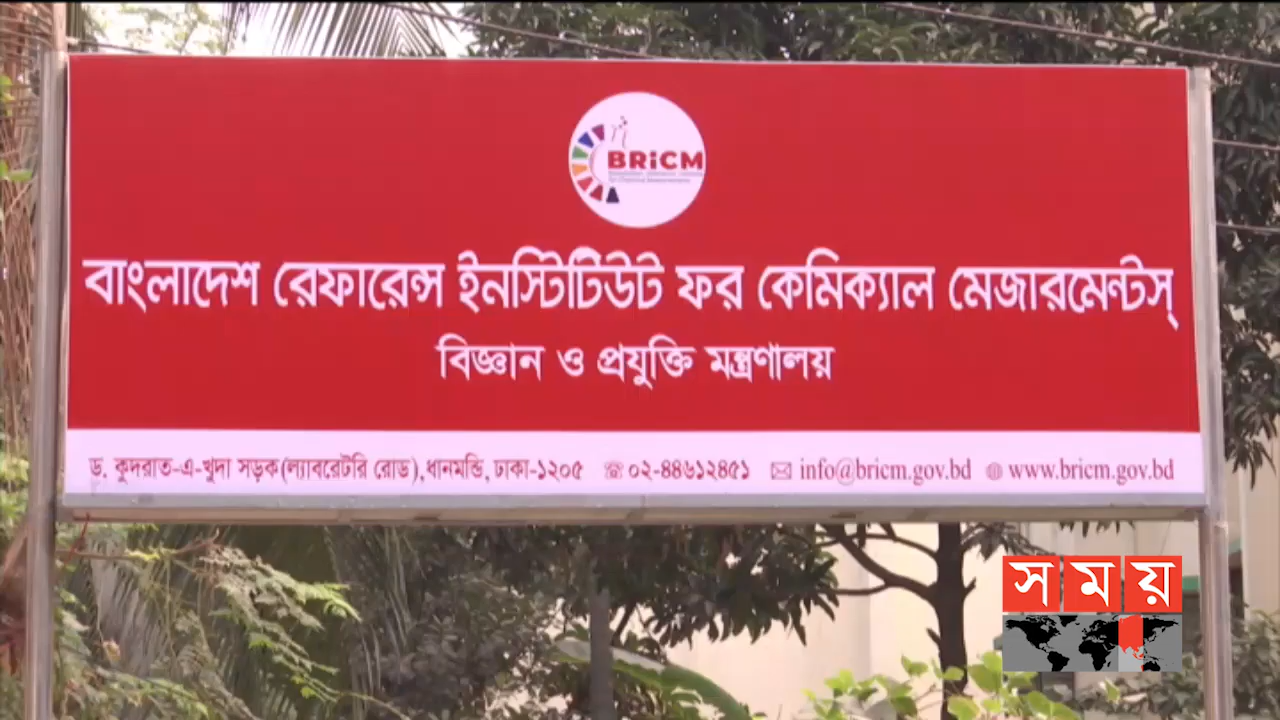 BRiCM
বাংলাদেশ রেফারেন্স ইনস্টিটিউট ফর কেমিক্যাল মেজারমেন্টস্
বিজ্ঞান ও প্রযুক্তি মন্ত্রণালয়
ড. কুদরাত-এ-খুদা সড়ক(ল্যাবরেটরি রোড),ধানমন্ডি, ঢাকা-১২০৫ ☏০২-৪৪৬১২৪৫১ ✉ info@bricm.gov.bd www.bricm.gov.bd
সময়